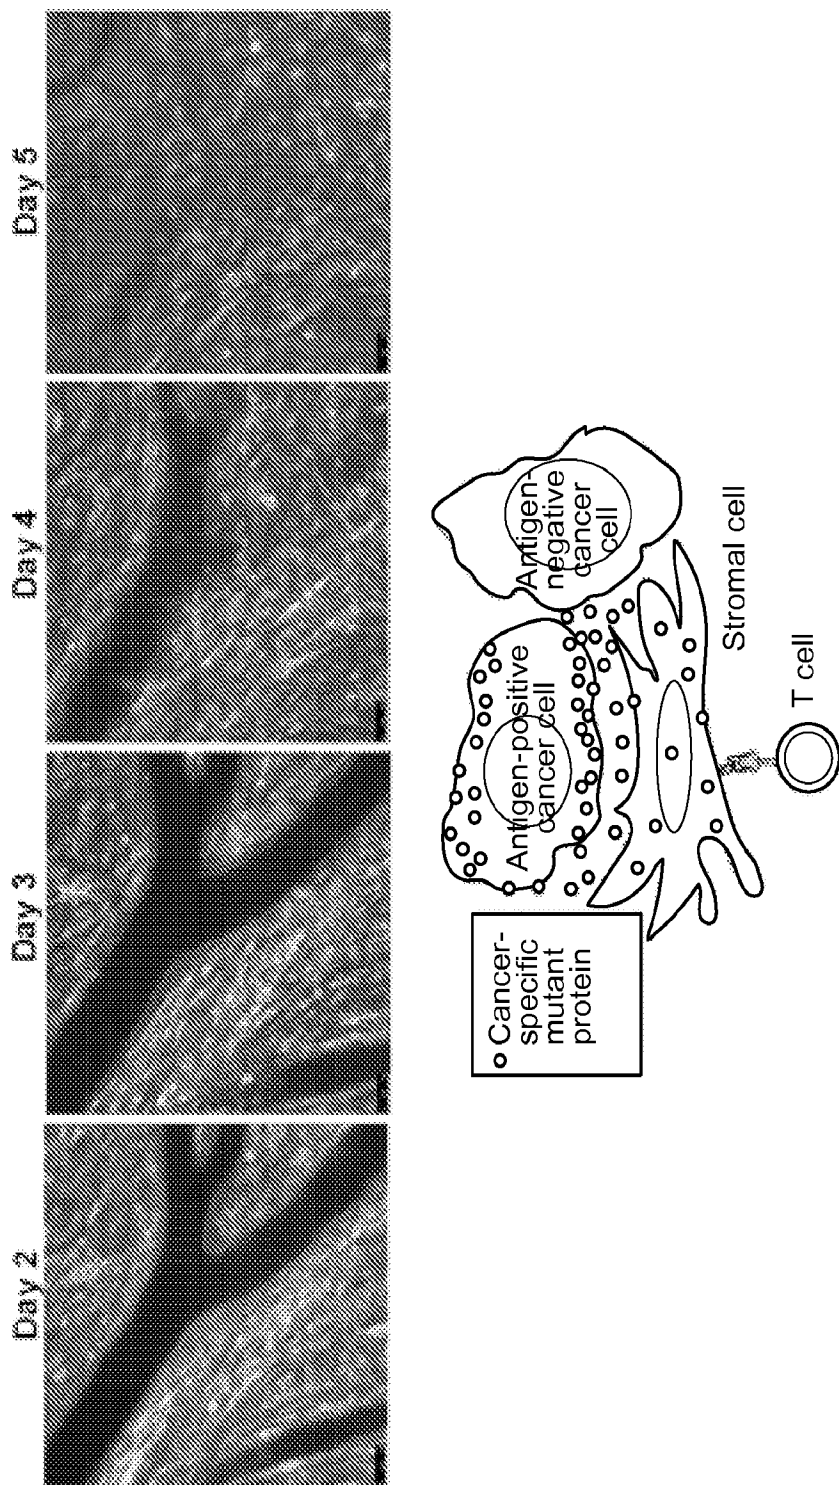 Day 2
Day 3
Day 4
Day 5
Cancer-
specific
mutant
protein
Antigen-positive
cancer cell
Antigen-
negative
cancer
cell
Stromal cell
T cell